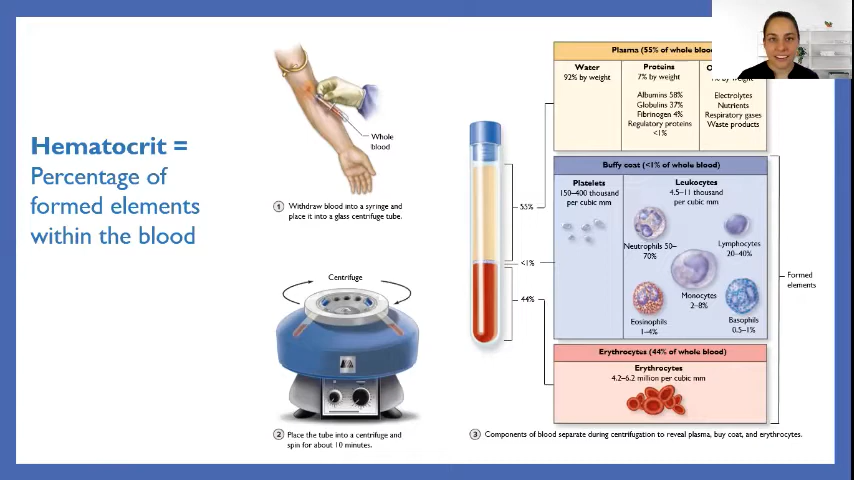 Hematocrit =
Percentage of
formed elements
within the blood
Whole
blood
1 Withdraw blood into a syringe and
place it into a glass centrifuge tube.
Centrifuge
2 Place the tube into a centrifuge and
spin for about 10 minutes.
55%
<1%
44%
Plasma (55% of whole
Water
92% by weight
Proteins
7% by weight
Albumins 58%
Globulins 37%
Fibrinogen 4%
Regulatory proteins
<1%
by weight
Electrolytes
Nutrients
Respiratory gases
Waste products
Buffy coat (<1% of whole blood)
Platelets
150–400 thousand
per cubic mm
Leukocytes
4.5–11 thousand
per cubic mm
Neutrophils 50–
70%
Lymphocytes
20–40%
Monocytes
2–8%
Eosinophils
1–4%
Basophils
0.5–1%
Formed
elements
Erythrocytes (44% of whole blood)
Erythrocytes
4.2–6.2 million per cubic mm
3 Components of blood separate during centrifugation to reveal plasma, buy coat, and erythrocytes.